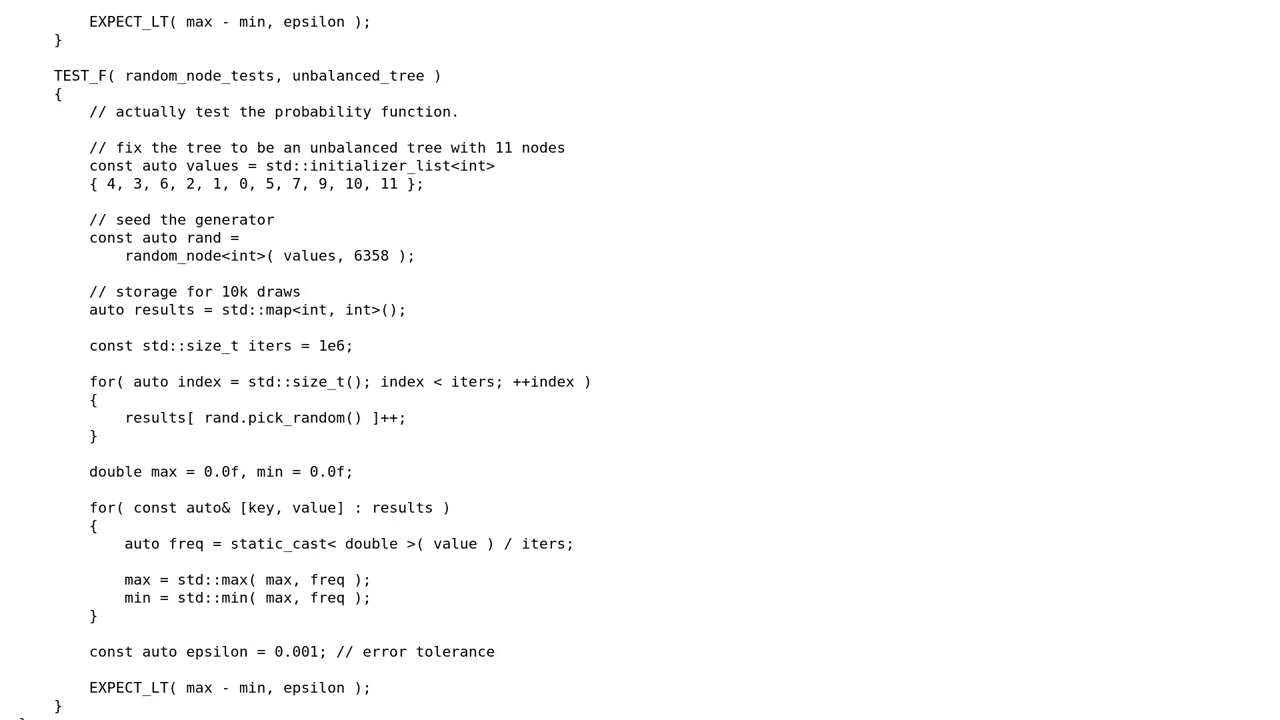 EXPECT_LT( max - min, epsilon );
}
TEST_F( random_node_tests, unbalanced_tree )
{
// actually test the probability function.
// fix the tree to be an unbalanced tree with 11 nodes
const auto values = std::initializer_list<int>
{ 4, 3, 6, 2, 1, 0, 5, 7, 9, 10, 11 };
// seed the generator
const auto rand =
random_node<int>( values, 6358 );
// storage for 10k draws
auto results = std::map<int, int>();
const std::size_t iters = 1e6;
for( auto index = std::size_t(); index < iters; ++index )
{
results[ rand.pick_random() ]++;
}
double max = 0.0f, min = 0.0f;
for( const auto& [key, value] : results )
{
auto freq = static_cast< double >( value ) / iters;
max = std::max( max, freq );
min = std::min( max, freq );
}
const auto epsilon = 0.001; // error tolerance
EXPECT_LT( max - min, epsilon );
}